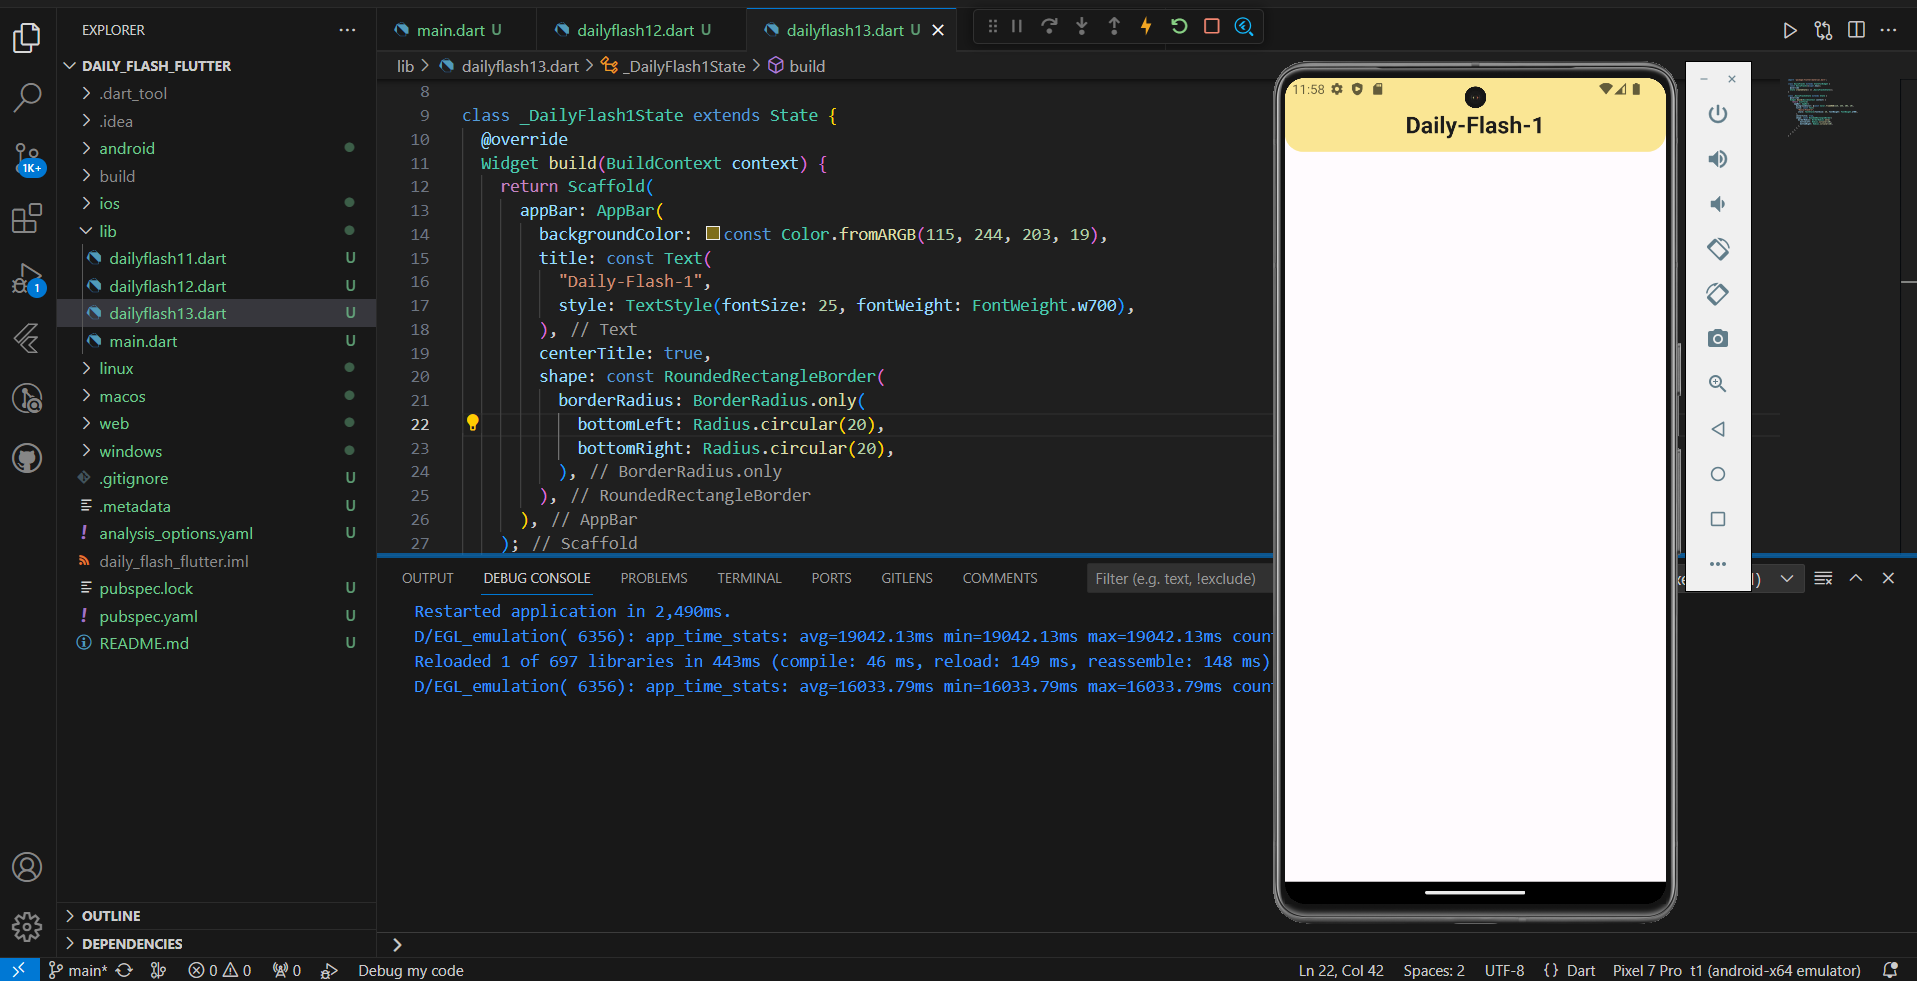 EXPLORER
DAILY_FLASH_FLUTTER
.dart_tool
.idea
android
build
ios
lib
dailyflash11.dart U
dailyflash12.dart U
dailyflash13.dart U
main.dart U
linux
macos
web
windows
.gitignore U
.metadata U
analysis_options.yaml U
daily_flash_flutter.iml
pubspec.lock U
pubspec.yaml U
README.md U
OUTLINE
DEPENDENCIES
1K+
1
main.dart U
dailyflash12.dart U
dailyflash13.dart U
lib > dailyflash13.dart > _DailyFlash1State > build
8
9 class _DailyFlash1State extends State {
10 @override
11 Widget build(BuildContext context) {
12 return Scaffold(
13 appBar: AppBar(
14 backgroundColor: const Color.fromARGB(115, 244, 203, 19),
15 title: const Text(
16 "Daily-Flash-1",
17 style: TextStyle(fontSize: 25, fontWeight: FontWeight.w700),
18 ), // Text
19 centerTitle: true,
20 shape: const RoundedRectangleBorder(
21 borderRadius: BorderRadius.only(
22 bottomLeft: Radius.circular(20),
23 bottomRight: Radius.circular(20),
24 ), // BorderRadius.only
25 ), // RoundedRectangleBorder
26 ), // AppBar
27 ); // Scaffold
OUTPUT DEBUG CONSOLE PROBLEMS TERMINAL PORTS GITLENS COMMENTS
Filter (e.g. text, !exclude)
Restarted application in 2,490ms.
D/EGL_emulation( 6356): app_time_stats: avg=19042.13ms min=19042.13ms max=19042.13ms coun
Reloaded 1 of 697 libraries in 443ms (compile: 46 ms, reload: 149 ms, reassemble: 148 ms)
D/EGL_emulation( 6356): app_time_stats: avg=16033.79ms min=16033.79ms max=16033.79ms coun
11:58
Daily-Flash-1
main* 0 0 0 Debug my code
Ln 22, Col 42 Spaces: 2 UTF-8 {} Dart Pixel 7 Pro t1 (android-x64 emulator)